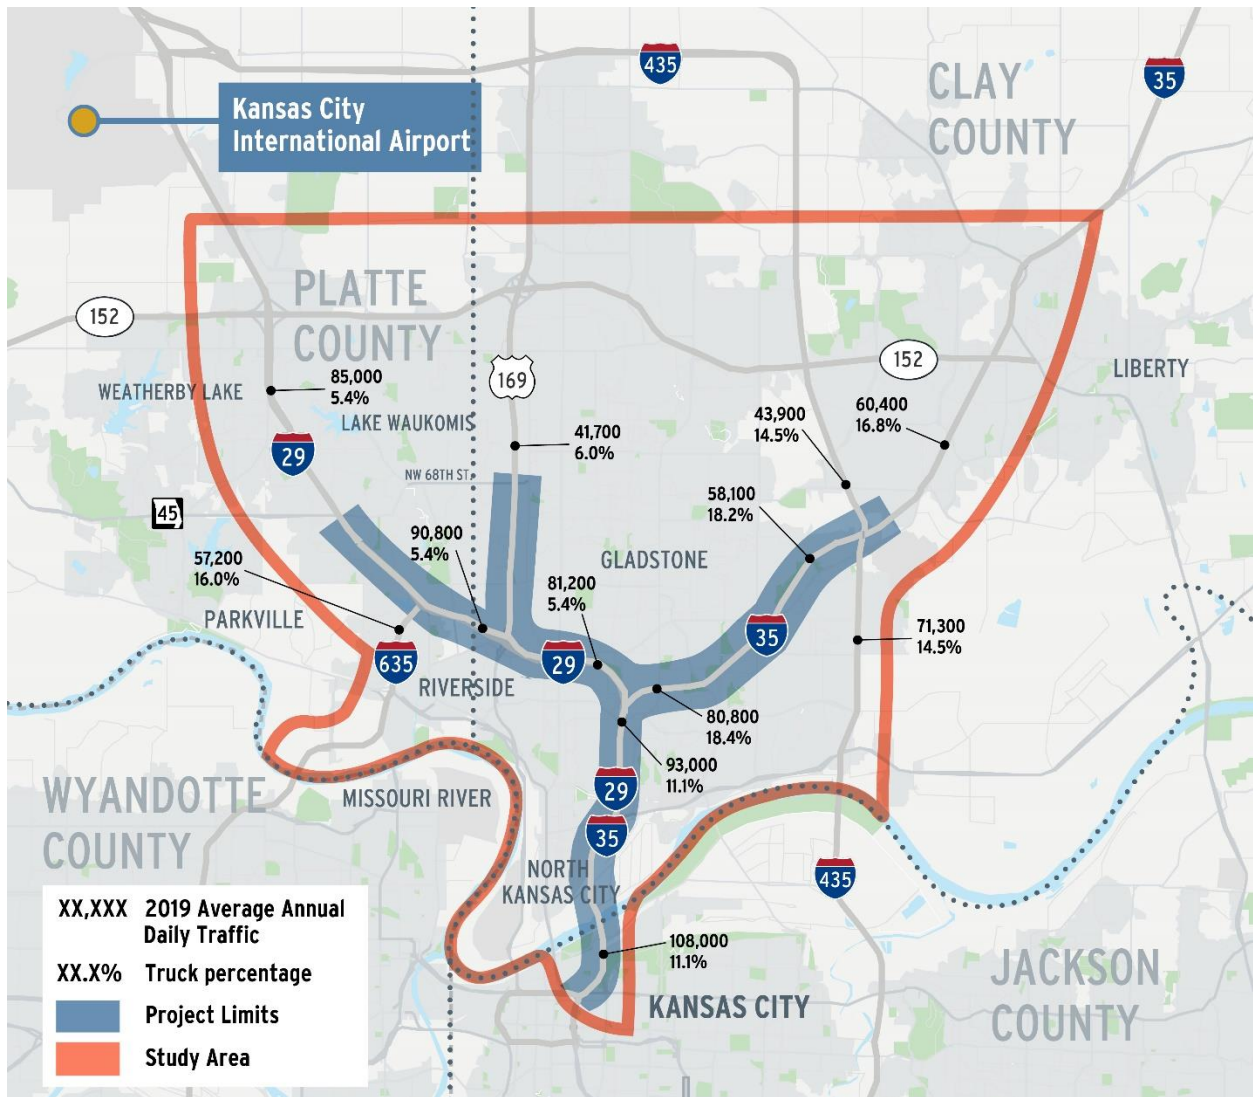 435
35
CLAY
COUNTY
Kansas City
International Airport
PLATTE
COUNTY
152
152
LIBERTY
WEATHERBY LAKE
85,000
5.4%
169
LAKE WAUKOMIS
43,900
14.5%
60,400
16.8%
41,700
6.0%
29
NW 68TH ST.
45
58,100
18.2%
90,800
5.4%
57,200
16.0%
GLADSTONE
81,200
5.4%
PARKVILLE
35
71,300
14.5%
635
29
RIVERSIDE
80,800
18.4%
93,000
11.1%
WYANDOTTE
COUNTY
MISSOURI RIVER
29
35
NORTH
KANSAS CITY
435
108,000
11.1%
KANSAS CITY
JACKSON
COUNTY
XX,XXX 2019 Average Annual
Daily Traffic
XX.X% Truck percentage
Project Limits
Study Area